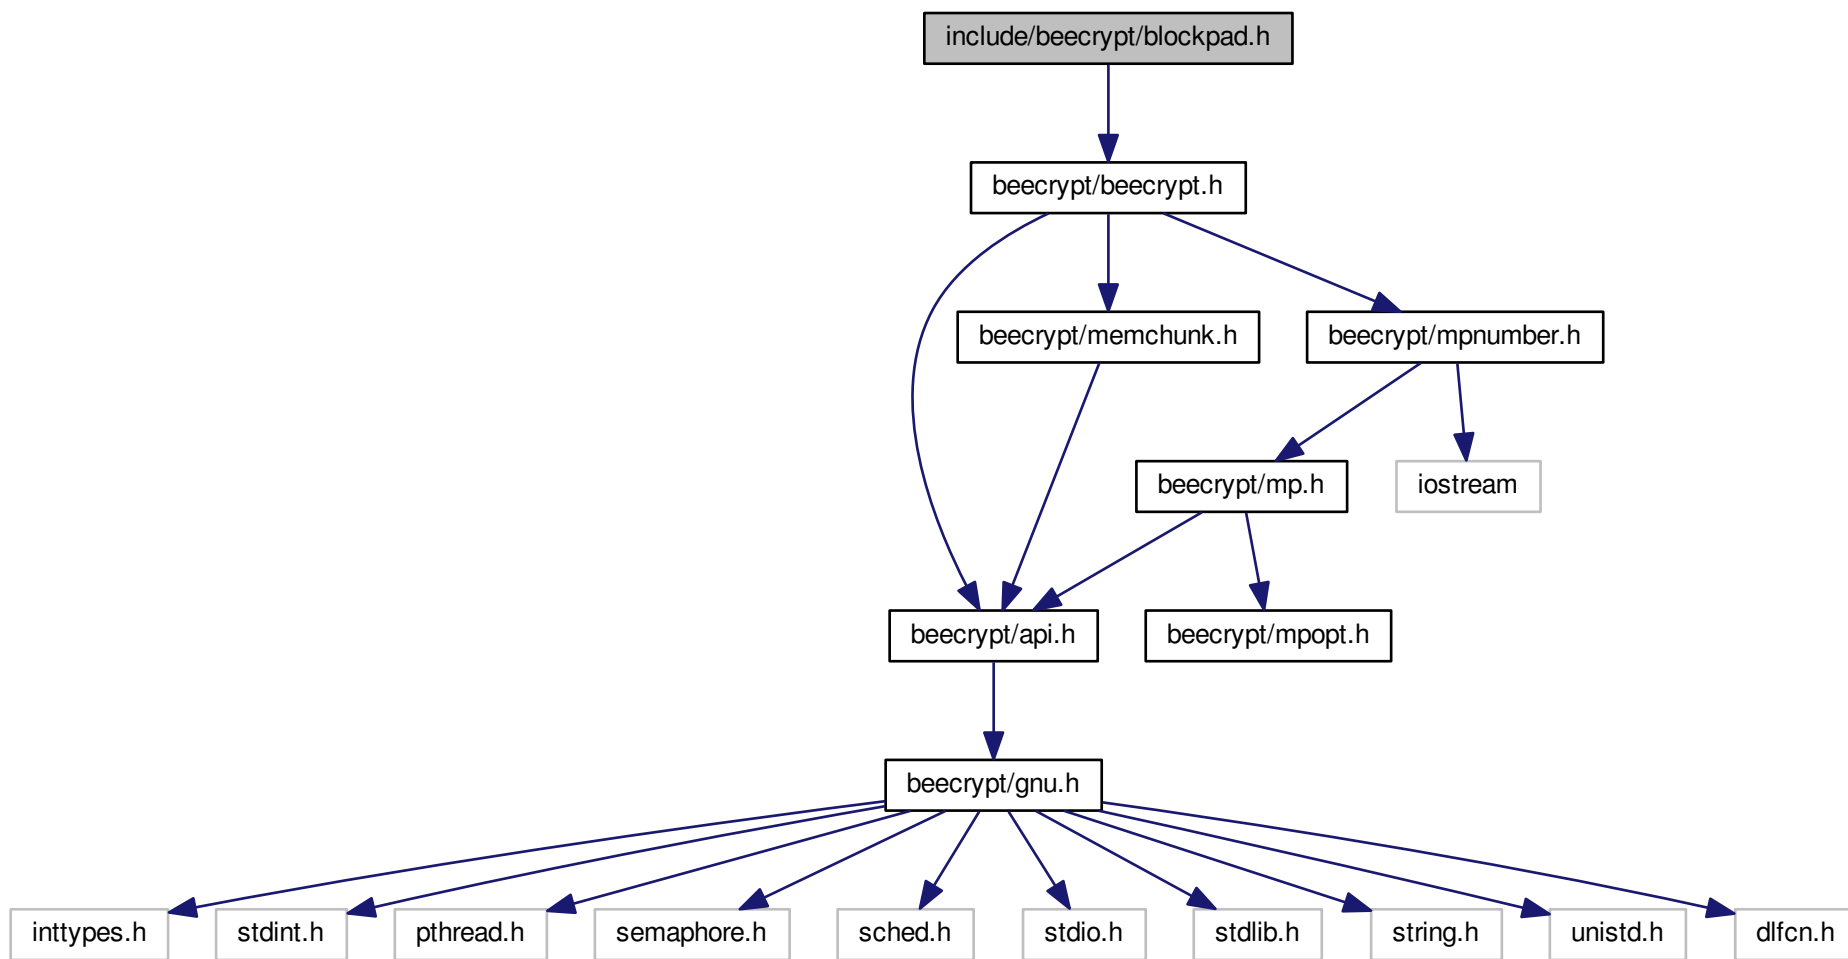 include/beecrypt/blockpad.h
beecrypt/beecrypt.h
beecrypt/memchunk.h
beecrypt/mpnumber.h
beecrypt/mp.h
iostream
beecrypt/api.h
beecrypt/mpopt.h
beecrypt/gnu.h
inttypes.h
stdint.h
pthread.h
semaphore.h
sched.h
stdio.h
stdlib.h
string.h
unistd.h
dlfcn.h